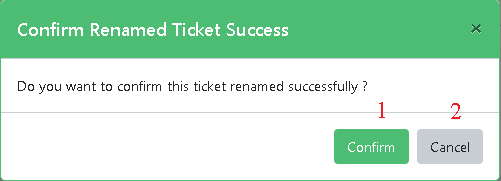 Confirm Renamed Ticket Success ×
Do you want to confirm this ticket renamed successfully ?
1 2
Confirm Cancel